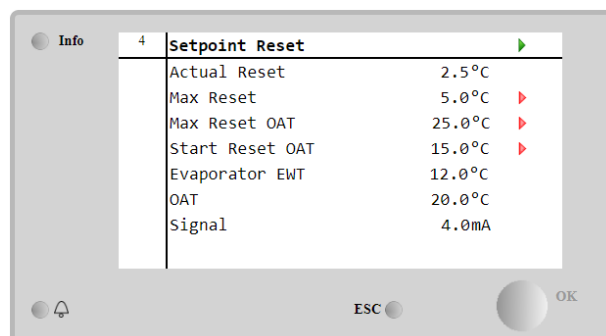 Info
4 Setpoint Reset
Actual Reset 2.5°C
Max Reset 5.0°C
Max Reset OAT 25.0°C
Start Reset OAT 15.0°C
Evaporator EWT 12.0°C
OAT 20.0°C
Signal 4.0mA
ESC OK